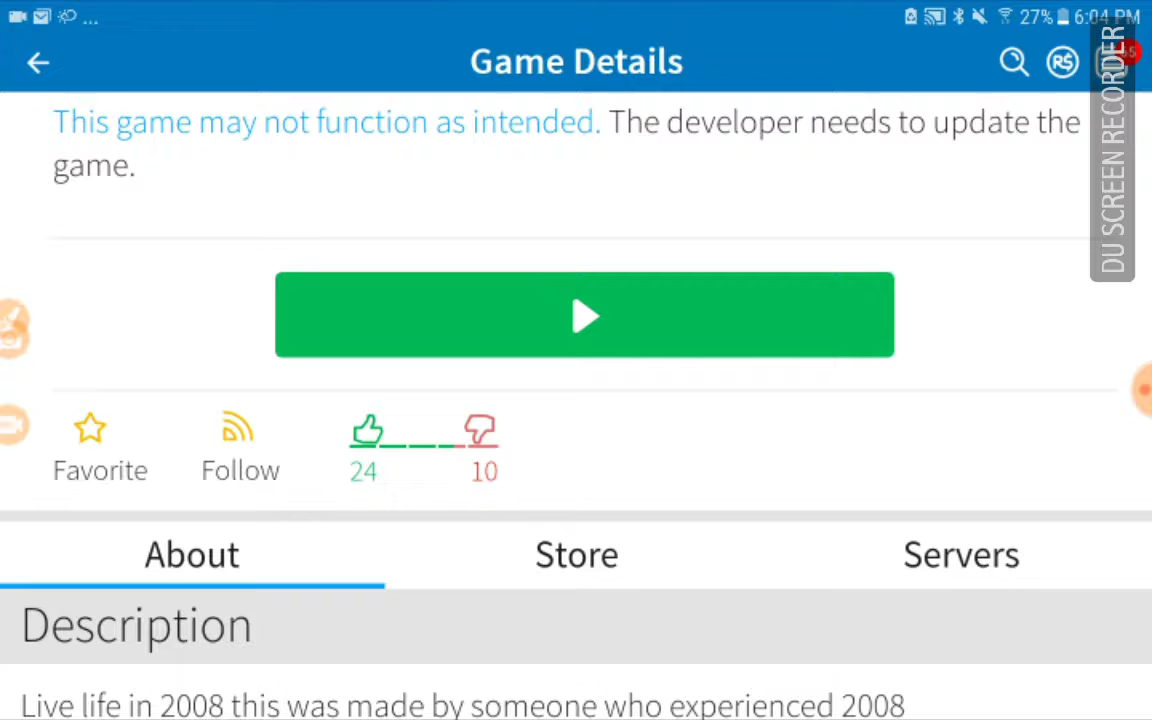 ... 27% 6:04 PM
Game Details
R$
DU SCREEN RECORDER
This game may not function as intended. The developer needs to update the
game.
Favorite
Follow
24
10
About
Store
Servers
Description
Live life in 2008 this was made by someone who experienced 2008